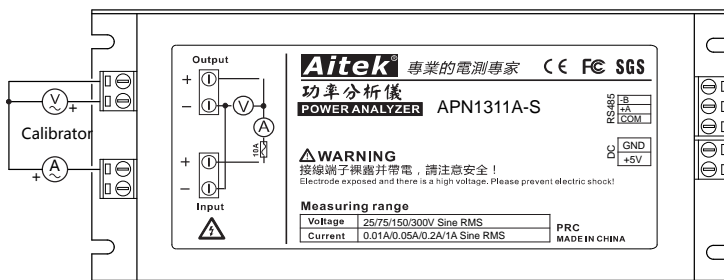 Calibrator
V
+
A
+
Output
+
−
V
A
10A
+
−
Input
Aitek® 專業的電測專家 CE FC SGS
功率分析儀
POWER ANALYZER APN1311A-S
WARNING
接線端子裸露并帶電，請注意安全！
Electrode exposed and there is a high voltage. Please prevent electric shock!
Measuring range
Voltage 25/75/150/300V Sine RMS
Current 0.01A/0.05A/0.2A/1A Sine RMS
PRC
MADE IN CHINA
RS485
-B
+A
COM
DC
GND
+5V